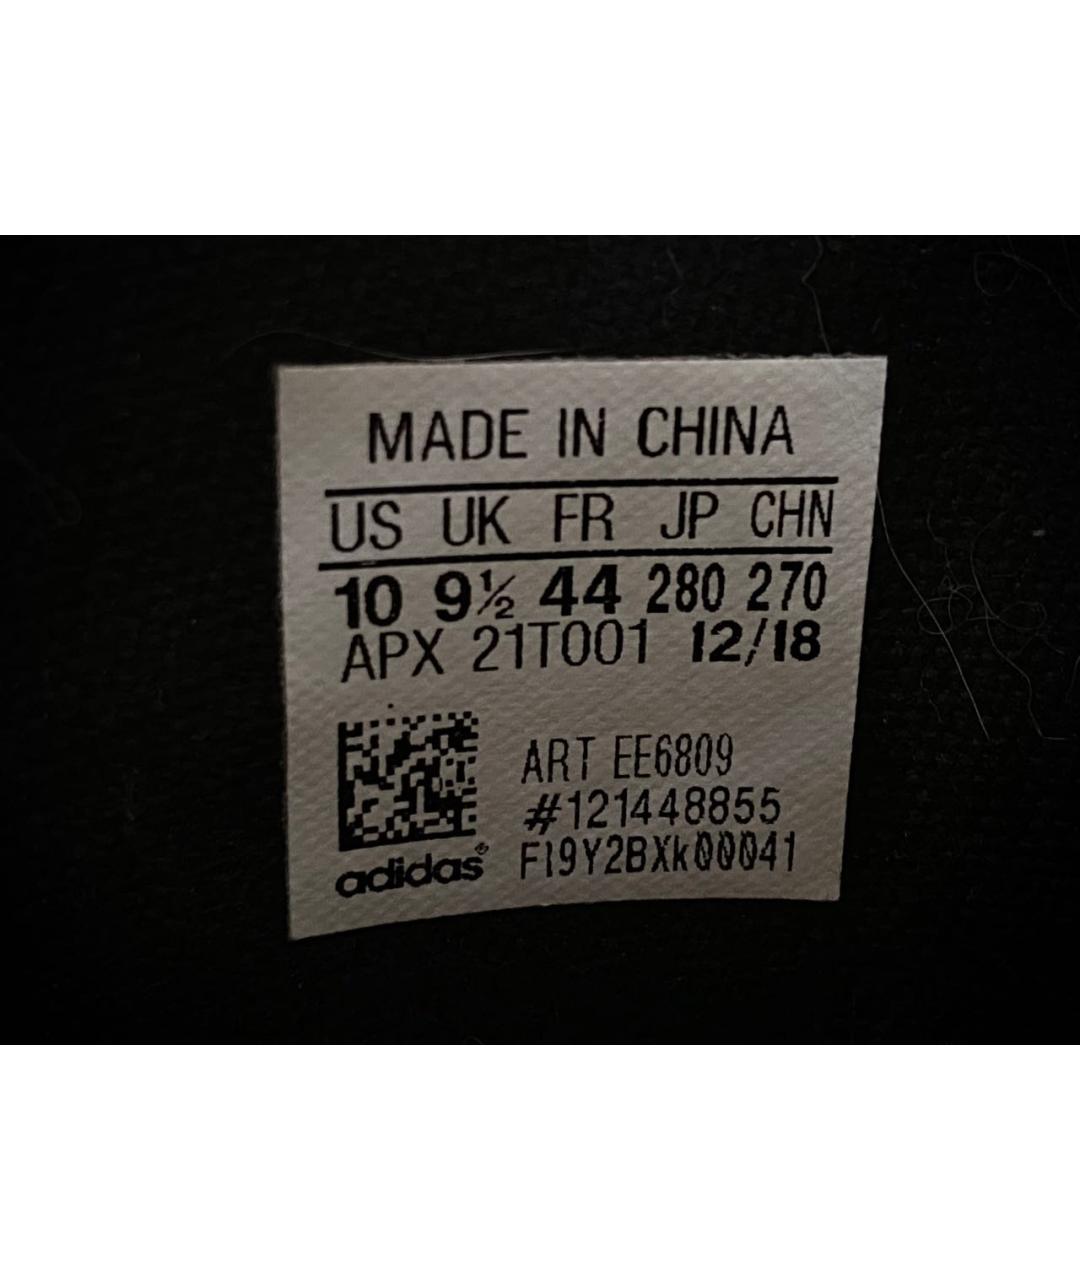 MADE IN CHINA
US UK FR JP CHN
10 9½ 44 280 270
APX 21T001 12/18
ART EE6809
#121448855
F19Y2BXk00041
adidas®